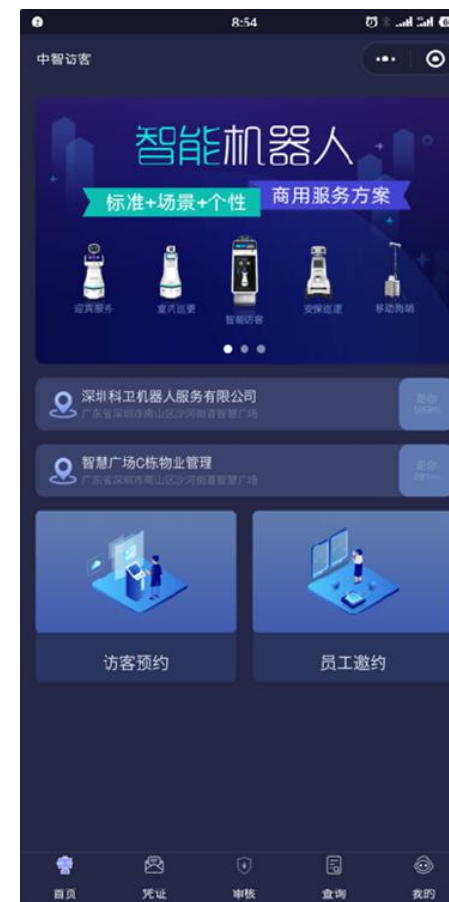 8:54
中智访客
智能机器人
标准+场景+个性
商用服务方案
迎宾服务
室内巡更
智能访客
安保巡逻
移动岗哨
深圳科卫机器人服务有限公司
广东省深圳市南山区沙河街道智慧广场
距你
智慧广场C栋物业管理
广东省深圳市南山区沙河街道智慧广场
距你
访客预约
员工邀约
首页
凭证
审核
查询
我的